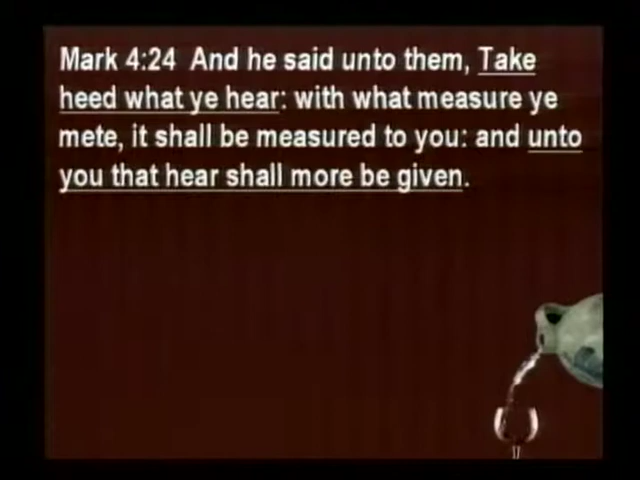 Mark 4:24 And he said unto them, Take
heed what ye hear: with what measure ye
mete, it shall be measured to you: and unto
you that hear shall more be given.